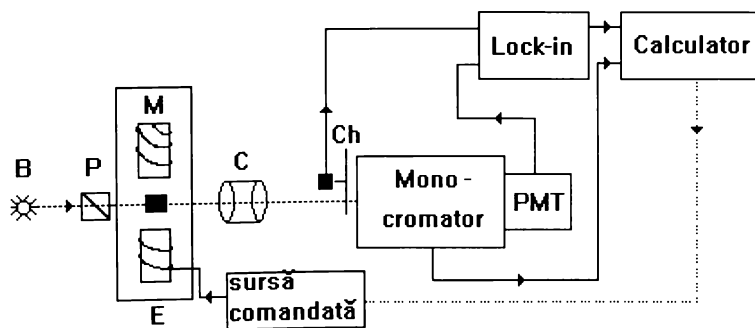 Lock-in
Calculator
M
Ch
B
P
C
Mono-
cromator
PMT
E
sursă
comandată